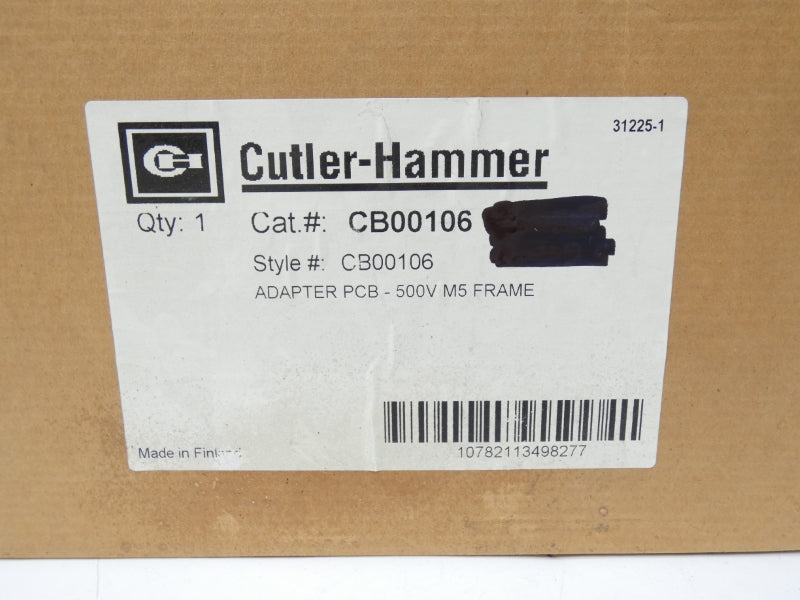 31225-1
Cutler-Hammer
Qty: 1 Cat.#: CB00106
Style #: CB00106
ADAPTER PCB - 500V M5 FRAME
10782113498277
Made in Finland